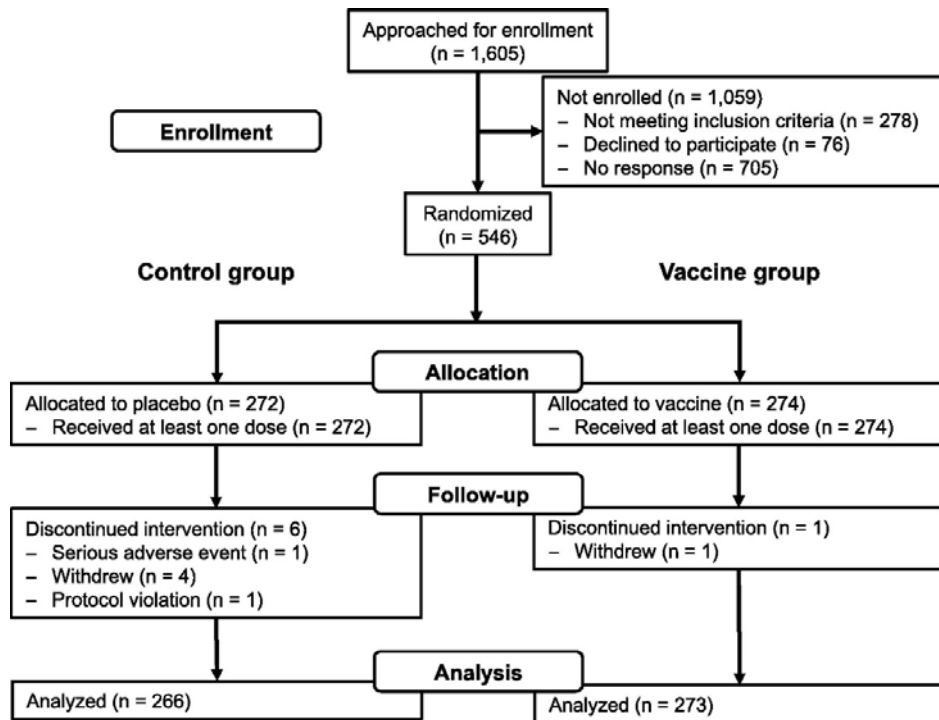 Approached for enrollment
(n = 1,605)
Not enrolled (n = 1,059)
– Not meeting inclusion criteria (n = 278)
– Declined to participate (n = 76)
– No response (n = 705)
Enrollment
Randomized
(n = 546)
Control group
Vaccine group
Allocation
Allocated to placebo (n = 272)
– Received at least one dose (n = 272)
Allocated to vaccine (n = 274)
– Received at least one dose (n = 274)
Follow-up
Discontinued intervention (n = 6)
– Serious adverse event (n = 1)
– Withdrew (n = 4)
– Protocol violation (n = 1)
Discontinued intervention (n = 1)
– Withdrew (n = 1)
Analysis
Analyzed (n = 266)
Analyzed (n = 273)